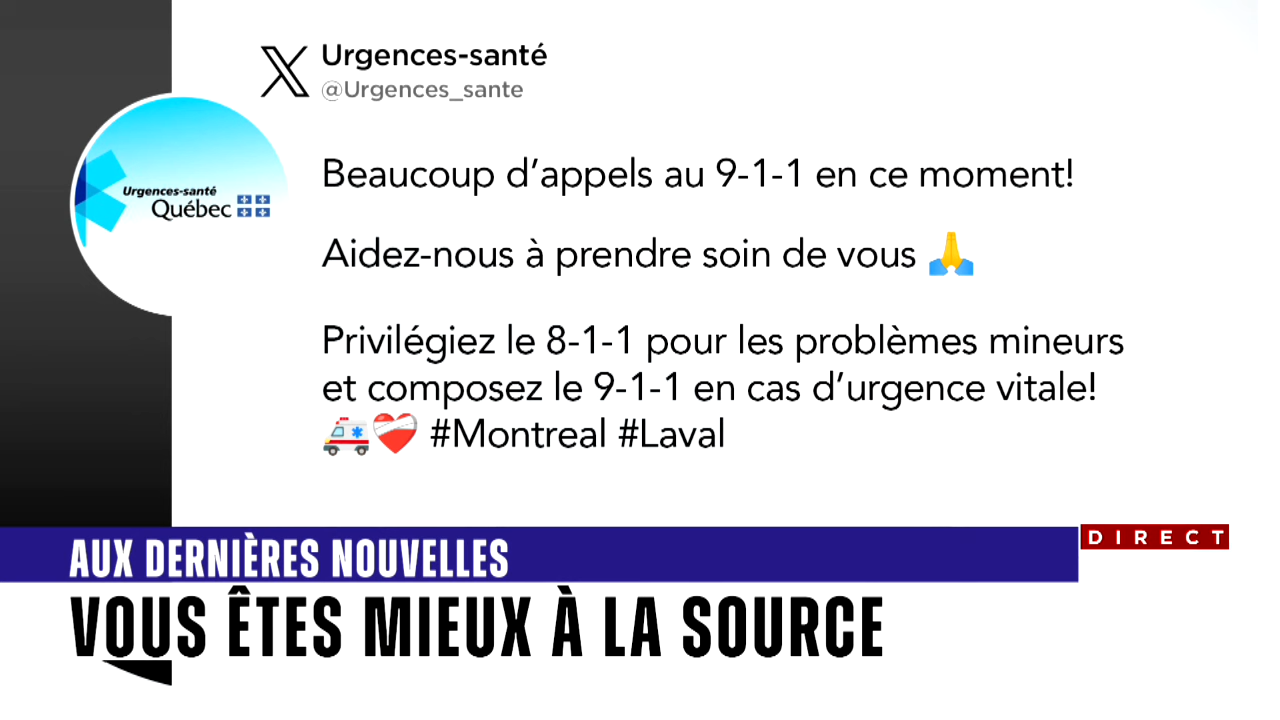 Urgences-santé
@Urgences_sante
Urgences-santé
Québec
Beaucoup d’appels au 9-1-1 en ce moment!
Aidez-nous à prendre soin de vous 🙏
Privilégiez le 8-1-1 pour les problèmes mineurs
et composez le 9-1-1 en cas d’urgence vitale!
🚑❤️‍🩹 #Montreal #Laval
AUX DERNIÈRES NOUVELLES
DIRECT
VOUS ÊTES MIEUX À LA SOURCE